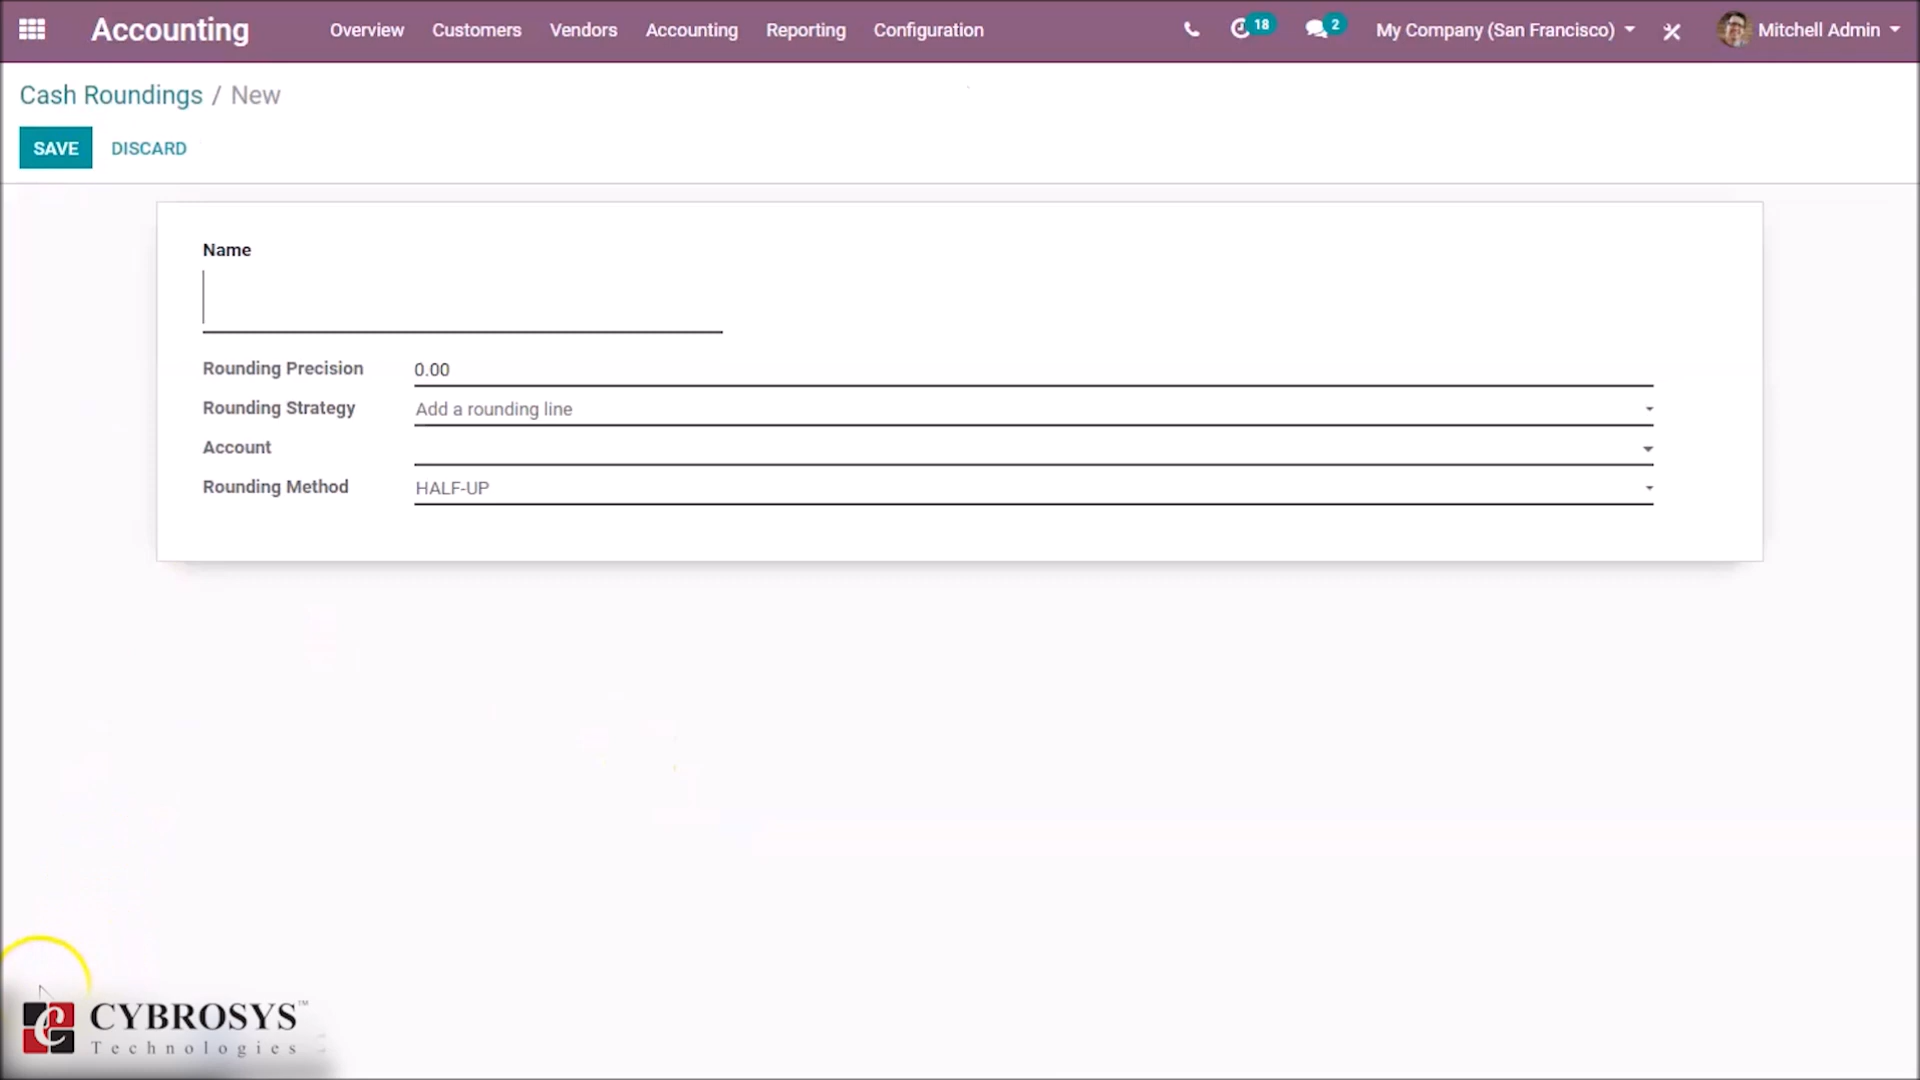 Accounting Overview Customers Vendors Accounting Reporting Configuration 18 2 My Company (San Francisco) Mitchell Admin
Cash Roundings / New
SAVE DISCARD
Name
Rounding Precision 0.00
Rounding Strategy Add a rounding line
Account
Rounding Method HALF-UP
CYBROSYS™
Technologies